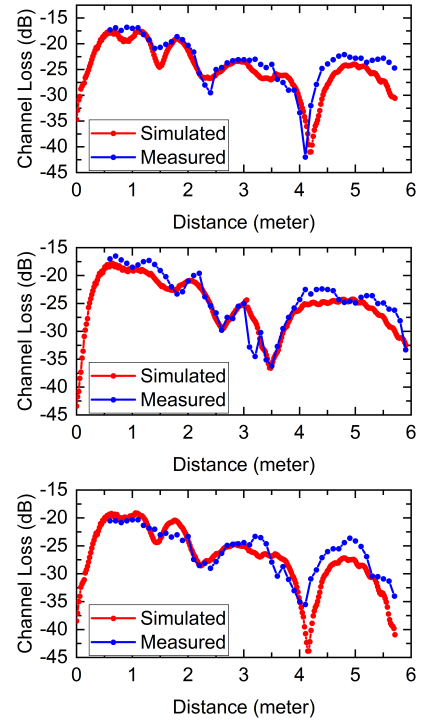 -15
-20
-25
-30
-35
-40
-45
Channel Loss (dB)
Simulated
Measured
0 1 2 3 4 5 6
Distance (meter)
-15
-20
-25
-30
-35
-40
-45
Channel Loss (dB)
Simulated
Measured
0 1 2 3 4 5 6
Distance (meter)
-15
-20
-25
-30
-35
-40
-45
Channel Loss (dB)
Simulated
Measured
0 1 2 3 4 5 6
Distance (meter)